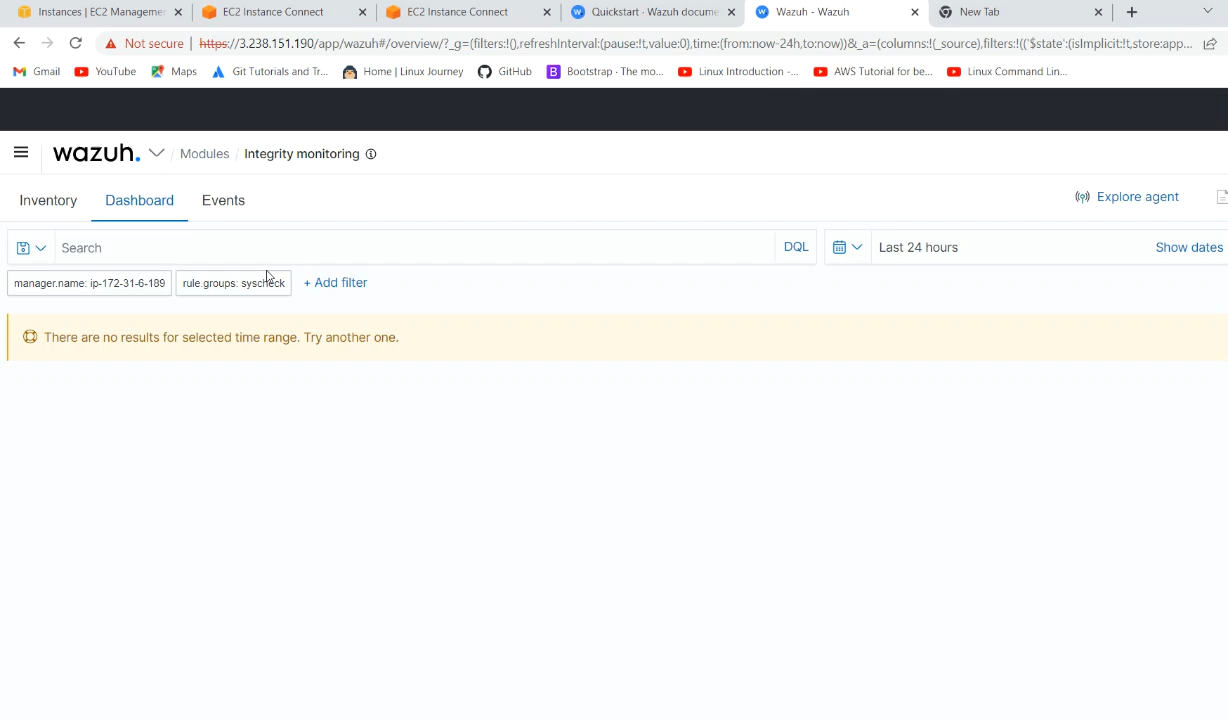 Instances | EC2 Managemen
EC2 Instance Connect
EC2 Instance Connect
Quickstart · Wazuh docume
Wazuh - Wazuh
New Tab
Not secure | https://3.238.151.190/app/wazuh#/overview/?_g=(filters:!(),refreshInterval:(pause:!t,value:0),time:(from:now-24h,to:now))&_a=(columns:!(_source),filters:!(('$state':(isImplicit:!t,store:app...
Gmail YouTube Maps Git Tutorials and Tr... Home | Linux Journey GitHub Bootstrap · The mo... Linux Introduction -... AWS Tutorial for be... Linux Command Lin...
wazuh. / Modules / Integrity monitoring
Inventory Dashboard Events Explore agent
Search DQL Last 24 hours Show dates
manager.name: ip-172-31-6-189 rule.groups: syscheck + Add filter
There are no results for selected time range. Try another one.